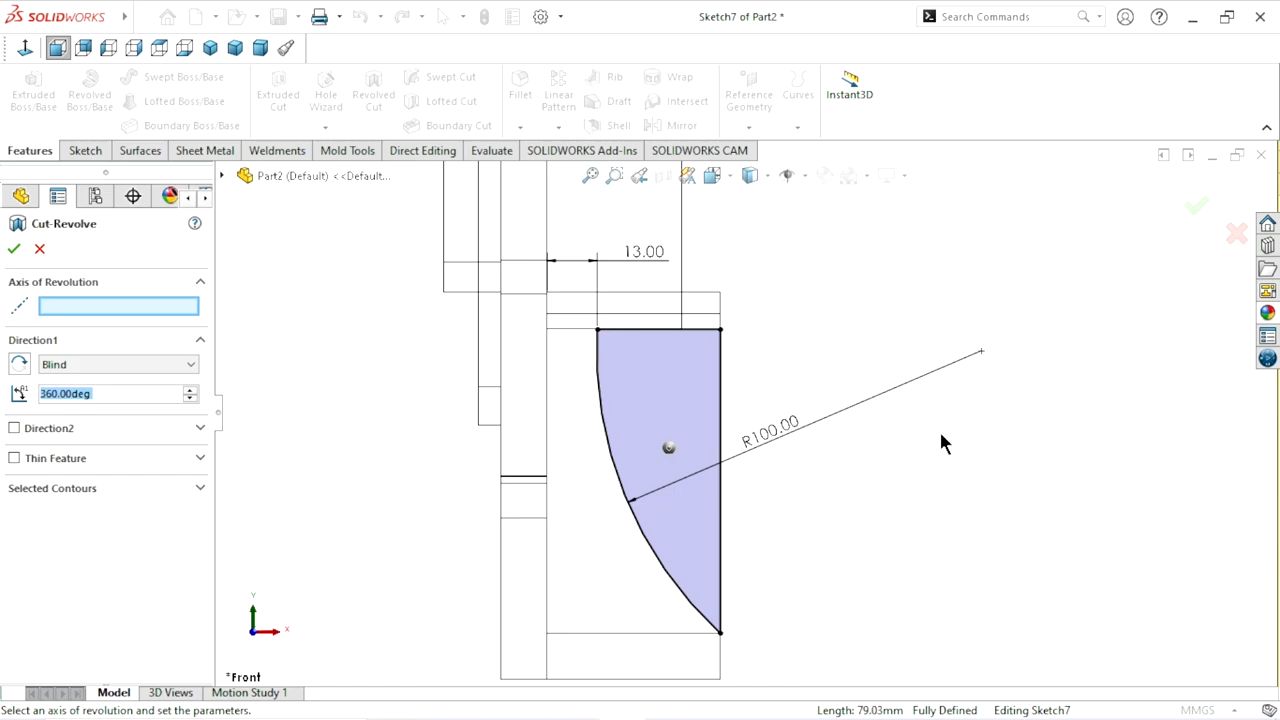 SOLIDWORKS
Sketch7 of Part2 *
Search Commands
Extruded Boss/Base
Revolved Boss/Base
Swept Boss/Base
Lofted Boss/Base
Boundary Boss/Base
Extruded Cut
Hole Wizard
Revolved Cut
Swept Cut
Lofted Cut
Boundary Cut
Fillet
Linear Pattern
Rib
Draft
Shell
Wrap
Intersect
Mirror
Reference Geometry
Curves
Instant3D
Features
Sketch
Surfaces
Sheet Metal
Weldments
Mold Tools
Direct Editing
Evaluate
SOLIDWORKS Add-Ins
SOLIDWORKS CAM
Part2 (Default) <<Default...
Cut-Revolve
Axis of Revolution
Direction1
Blind
360.00deg
Direction2
Thin Feature
Selected Contours
13.00
R100.00
Y
X
*Front
Model
3D Views
Motion Study 1
Select an axis of revolution and set the parameters.
Length: 79.03mm
Fully Defined
Editing Sketch7
MMGS